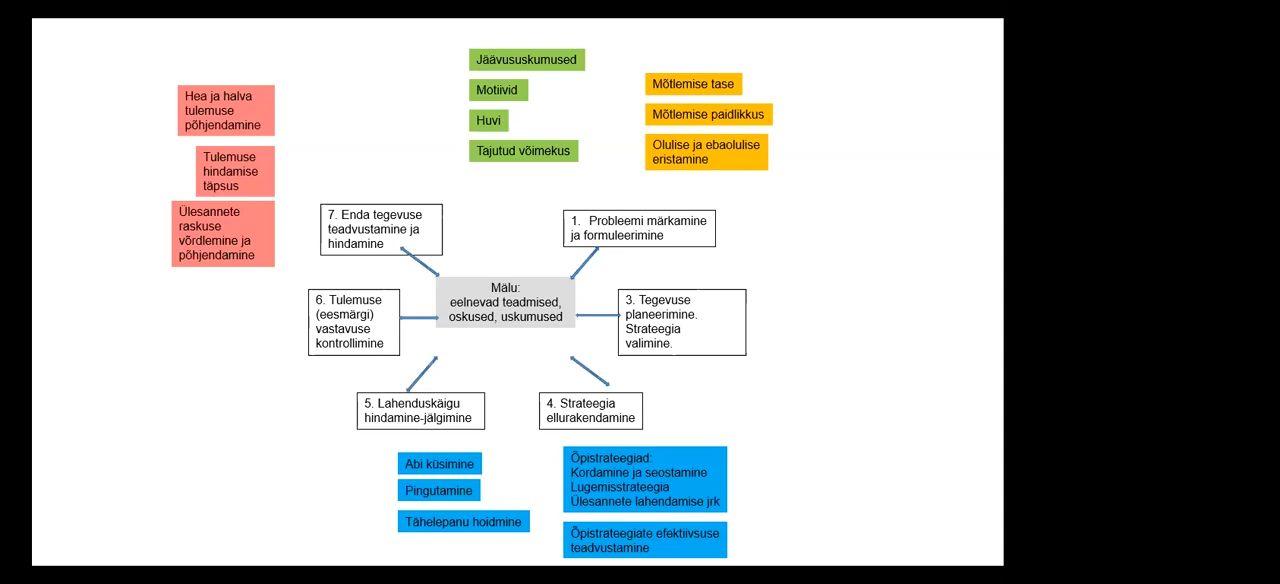 Jäävususkumused
Motiivid
Huvi
Tajutud võimekus
Mõtlemise tase
Mõtlemise paidlikkus
Olulise ja ebaolulise
eristamine
Hea ja halva
tulemuse
põhjendamine
Tulemuse
hindamise
täpsus
Ülesannete
raskuse
võrdlemine ja
põhjendamine
7. Enda tegevuse
teadvustamine ja
hindamine
1. Probleemi märkamine
ja formuleerimine
Mälu:
eelnevad teadmised,
oskused, uskumused
6. Tulemuse
(eesmärgi)
vastavuse
kontrollimine
3. Tegevuse
planeerimine.
Strateegia
valimine.
5. Lahenduskäigu
hindamine-jälgimine
4. Strateegia
ellurakendamine
Abi küsimine
Pingutamine
Tähelepanu hoidmine
Õpistrateegiad:
Kordamine ja seostamine
Lugemisstrateegia
Ülesannete lahendamise jrk
Õpistrateegiate efektiivsuse
teadvustamine